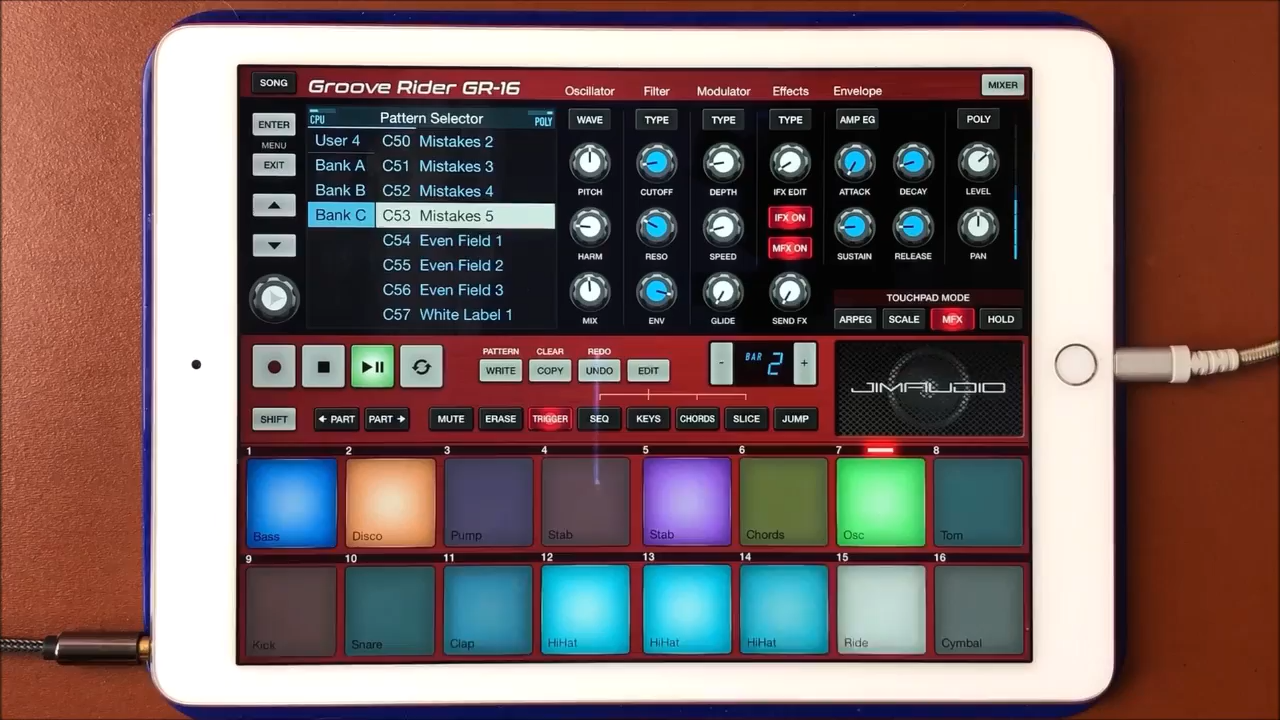 SONG
Groove Rider GR-16
Oscillator Filter Modulator Effects Envelope
MIXER
ENTER
MENU
EXIT
CPU Pattern Selector POLY
User 4 C50 Mistakes 2
Bank A C51 Mistakes 3
Bank B C52 Mistakes 4
Bank C C53 Mistakes 5
C54 Even Field 1
C55 Even Field 2
C56 Even Field 3
C57 White Label 1
WAVE TYPE TYPE TYPE AMP EG POLY
PITCH CUTOFF DEPTH IFX EDIT ATTACK DECAY LEVEL
IFX ON
MFX ON
HARM RESO SPEED SUSTAIN RELEASE PAN
MIX ENV GLIDE SEND FX
TOUCHPAD MODE
ARPEG SCALE MFX HOLD
PATTERN CLEAR REDO
WRITE COPY UNDO EDIT
- BAR 2 +
JIMAUDIO
SHIFT PART PART MUTE ERASE TRIGGER SEQ KEYS CHORDS SLICE JUMP
1 2 3 4 5 6 7 8
Bass Disco Pump Stab Stab Chords Osc Tom
9 10 11 12 13 14 15 16
Kick Snare Clap HiHat HiHat HiHat Ride Cymbal